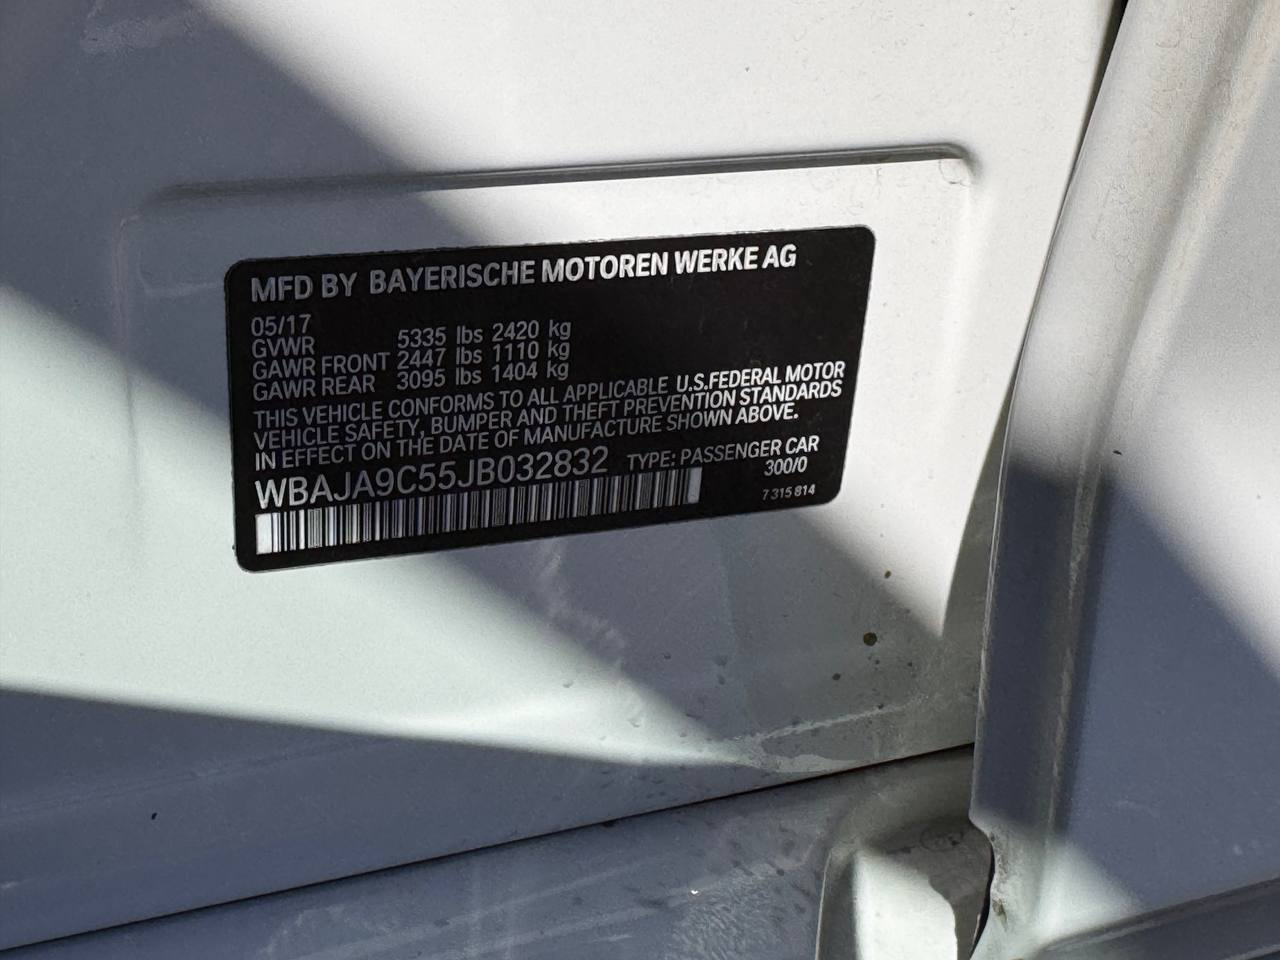 MFD BY BAYERISCHE MOTOREN WERKE AG
05/17
GVWR 5335 lbs 2420 kg
GAWR FRONT 2447 lbs 1110 kg
GAWR REAR 3095 lbs 1404 kg
THIS VEHICLE CONFORMS TO ALL APPLICABLE U.S.FEDERAL MOTOR
VEHICLE SAFETY, BUMPER AND THEFT PREVENTION STANDARDS
IN EFFECT ON THE DATE OF MANUFACTURE SHOWN ABOVE.
WBAJA9C55JB032832 TYPE: PASSENGER CAR
300/0
7 315 814